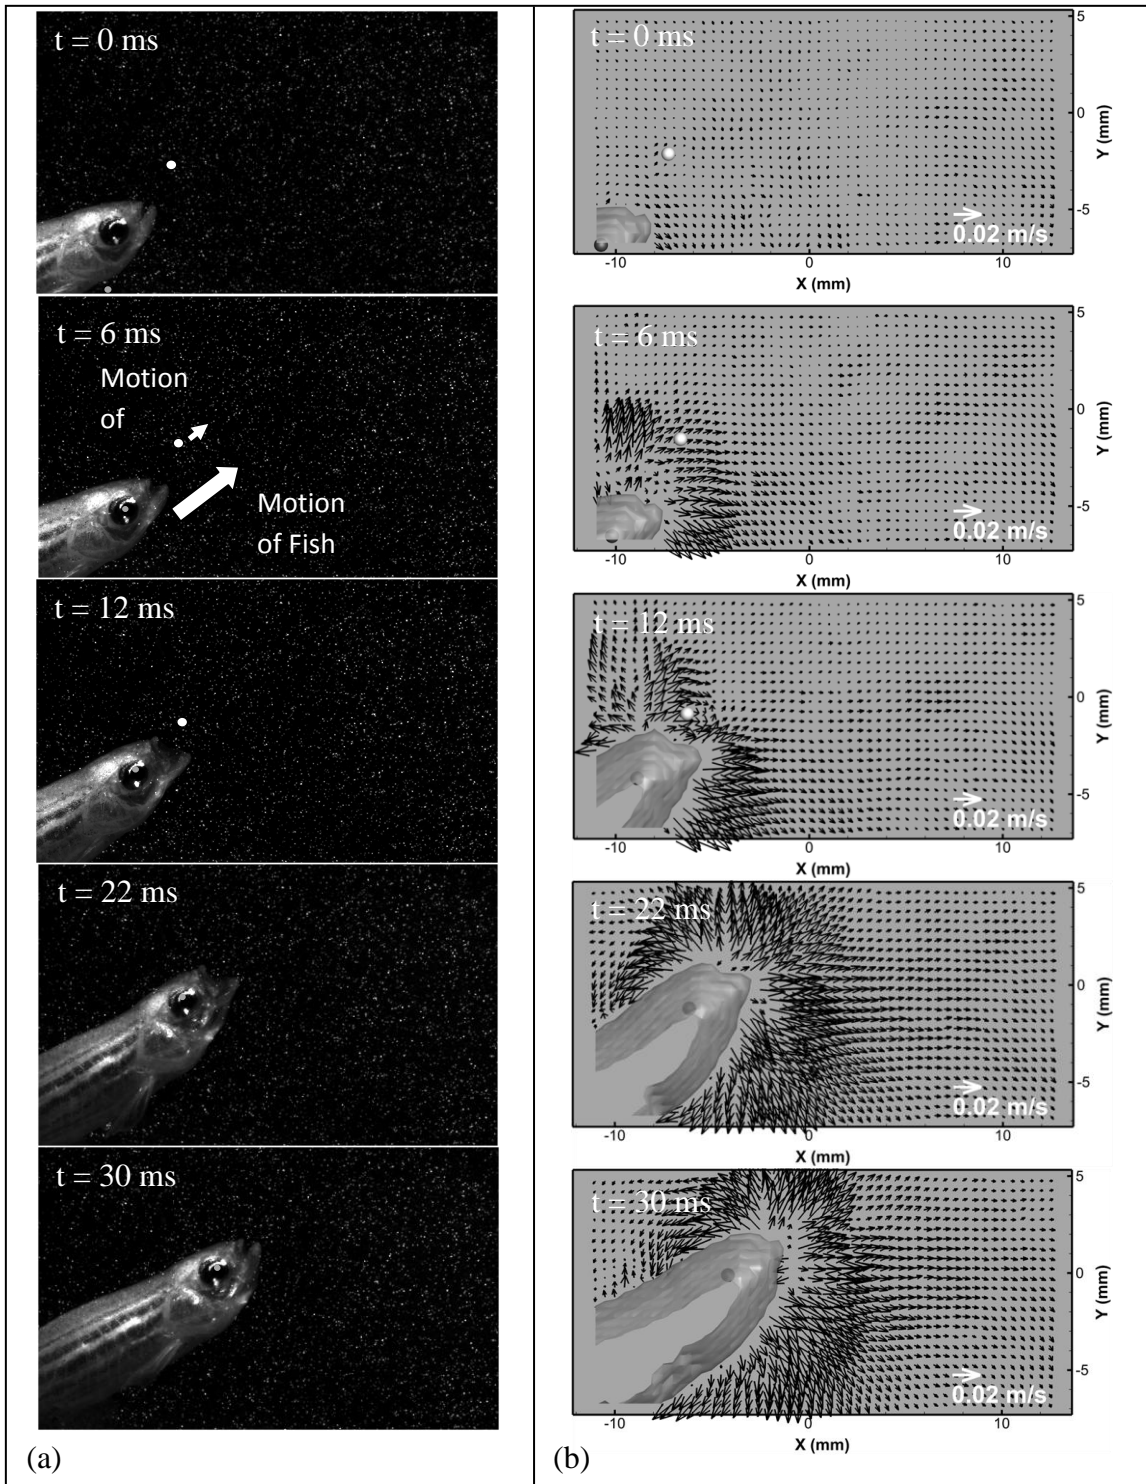 t = 0 ms
t = 6 ms
Motion
of
Motion
of Fish
t = 12 ms
t = 22 ms
t = 30 ms
(a)
t = 0 ms
5
0
-5
Y (mm)
0.02 m/s
-10 0 10
X (mm)
t = 6 ms
5
0
-5
Y (mm)
0.02 m/s
-10 0 10
X (mm)
t = 12 ms
5
0
-5
Y (mm)
0.02 m/s
-10 0 10
X (mm)
t = 22 ms
5
0
-5
Y (mm)
0.02 m/s
-10 0 10
X (mm)
t = 30 ms
5
0
-5
Y (mm)
0.02 m/s
-10 0 10
X (mm)
(b)